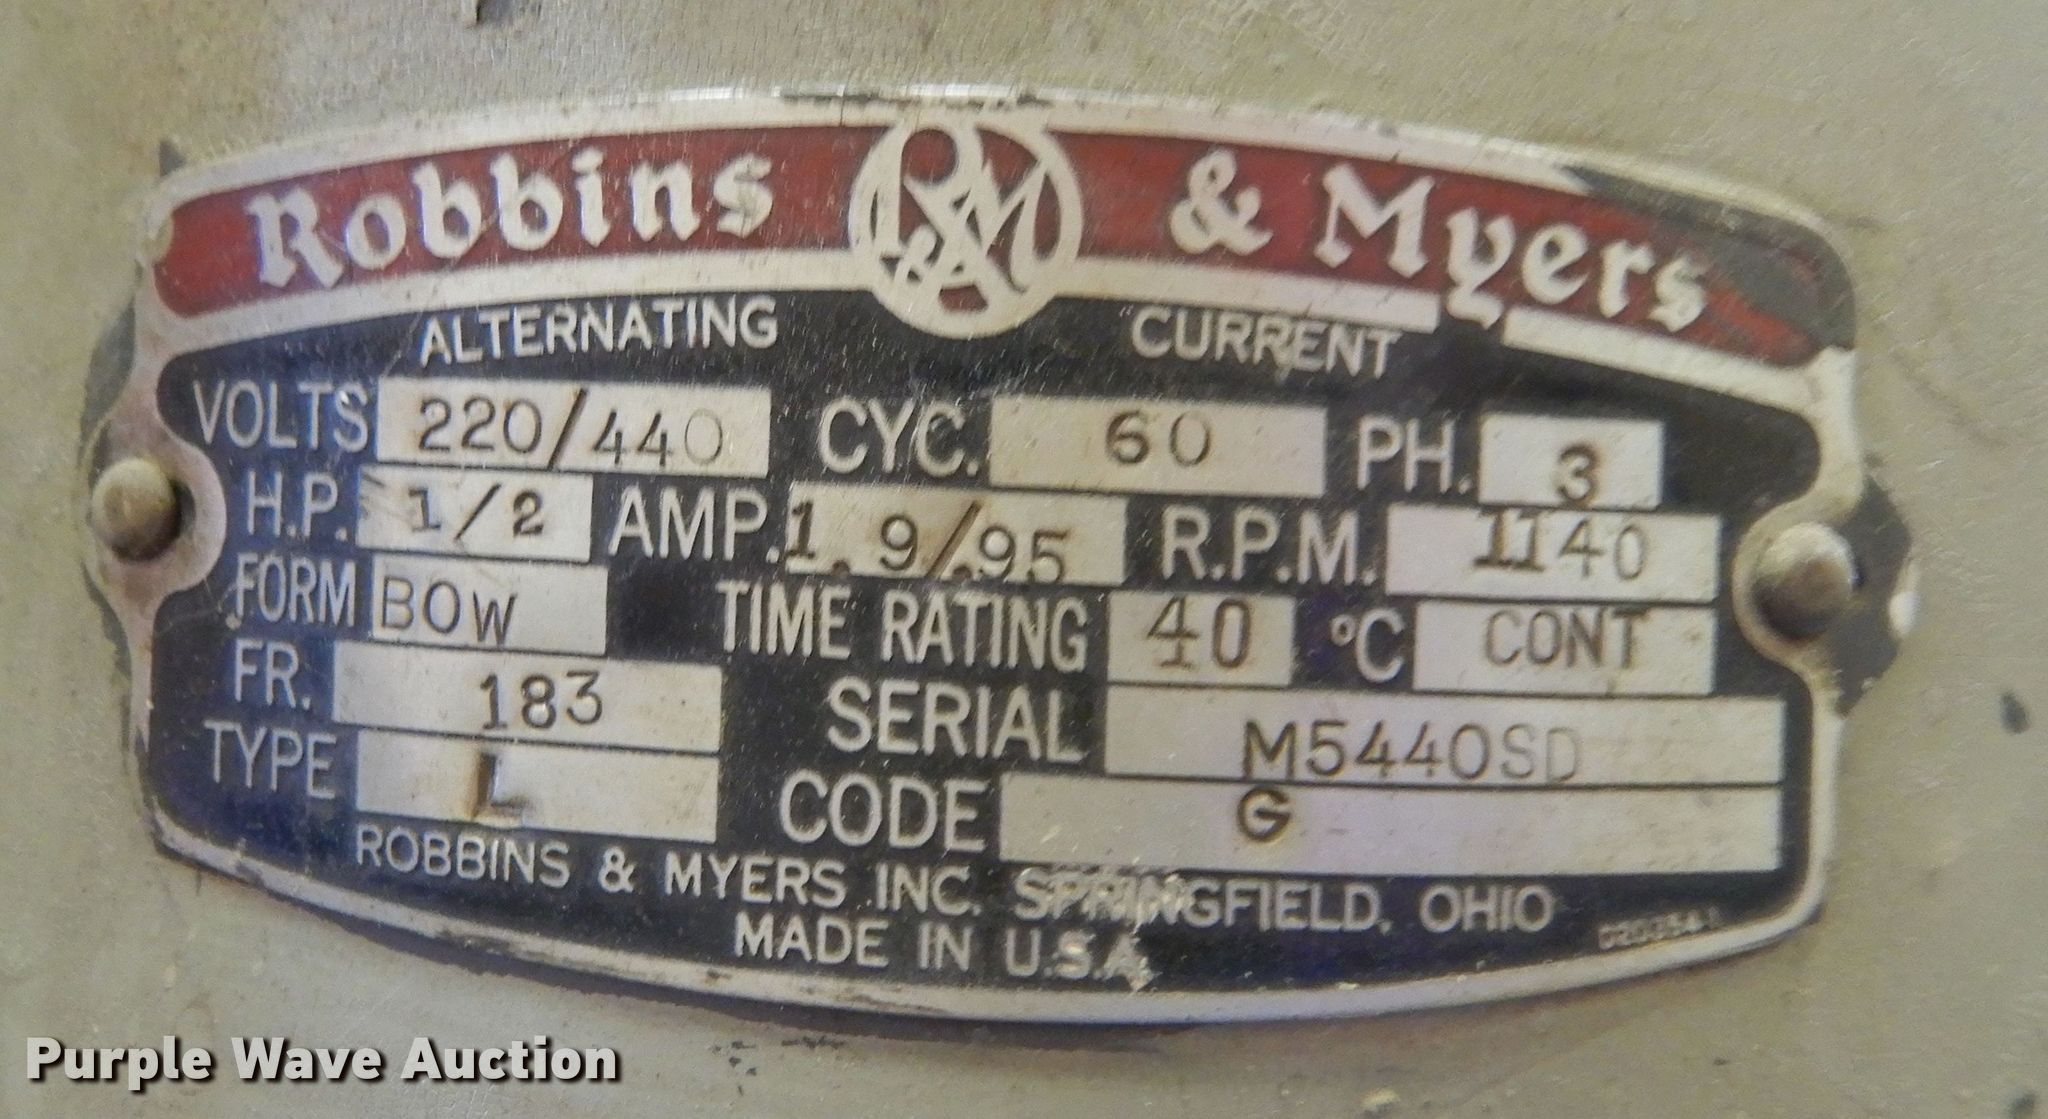 Robbins R&M & Myers
ALTERNATING CURRENT
VOLTS 220/440 CYC. 60 PH. 3
H.P. 1/2 AMP. 1.9/.95 R.P.M. 1140
FORM BOW TIME RATING 40 °C CONT
FR. 183 SERIAL M5440SD
TYPE L CODE G
ROBBINS & MYERS INC. SPRINGFIELD, OHIO
MADE IN U.S.A.
Purple Wave Auction